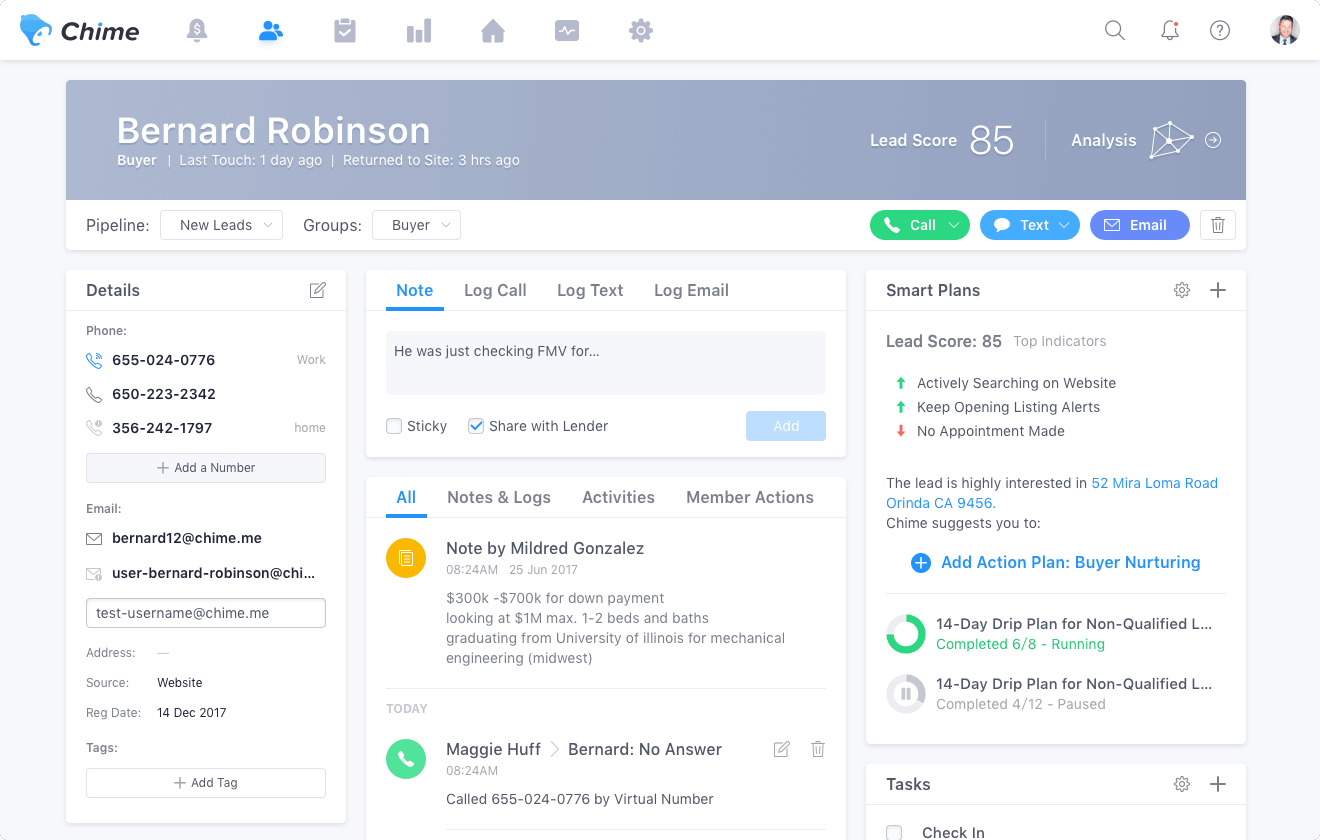 Chime
Bernard Robinson
Buyer | Last Touch: 1 day ago | Returned to Site: 3 hrs ago
Lead Score 85
Analysis
Pipeline: New Leads Groups: Buyer
Call
Text
Email
Details
Phone:
655-024-0776 Work
650-223-2342
356-242-1797 home
Add a Number
Email:
bernard12@chime.me
user-bernard-robinson@chi...
test-username@chime.me
Address: —
Source: Website
Reg Date: 14 Dec 2017
Tags:
Add Tag
Note Log Call Log Text Log Email
He was just checking FMV for...
Sticky Share with Lender Add
All Notes & Logs Activities Member Actions
Note by Mildred Gonzalez
08:24AM 25 Jun 2017
$300k -$700k for down payment
looking at $1M max. 1-2 beds and baths
graduating from University of illinois for mechanical
engineering (midwest)
TODAY
Maggie Huff Bernard: No Answer
08:24AM
Called 655-024-0776 by Virtual Number
Smart Plans
Lead Score: 85 Top Indicators
Actively Searching on Website
Keep Opening Listing Alerts
No Appointment Made
The lead is highly interested in 52 Mira Loma Road
Orinda CA 9456.
Chime suggests you to:
Add Action Plan: Buyer Nurturing
14-Day Drip Plan for Non-Qualified L...
Completed 6/8 - Running
14-Day Drip Plan for Non-Qualified L...
Completed 4/12 - Paused
Tasks
Check In